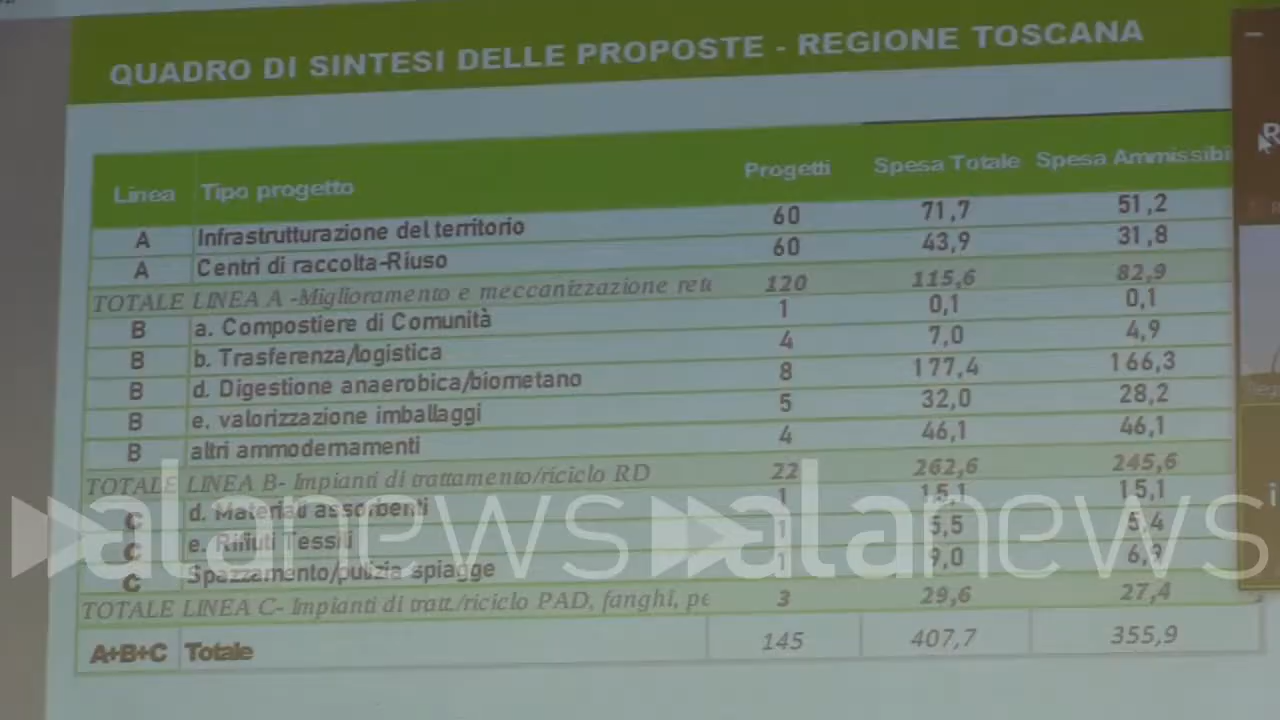 QUADRO DI SINTESI DELLE PROPOSTE - REGIONE TOSCANA
Linea Tipo progetto Progetti Spesa Totale Spesa Ammissibi
A Infrastrutturazione del territorio 60 71,7 51,2
A Centri di raccolta-Riuso 60 43,9 31,8
TOTALE LINEA A -Miglioramento e meccanizzazione rete 120 115,6 82,9
B a. Compostiere di Comunità 1 0,1 0,1
B b. Trasferenza/logistica 4 7,0 4,9
B d. Digestione anaerobica/biometano 8 177,4 166,3
B e. valorizzazione imballaggi 5 32,0 28,2
B altri ammodernamenti 4 46,1 46,1
TOTALE LINEA B- Impianti di trattamento/riciclo RD 22 262,6 245,6
C d. Materiali assorbenti 1 15,1 15,1
C e. Rifiuti Tessili 1 5,5 5,4
C Spazzamento/pulizia spiagge 1 9,0 6,9
TOTALE LINEA C- Impianti di tratt./riciclo PAD, fanghi, pe 3 29,6 27,4
A+B+C Totale 145 407,7 355,9
alanews alanews